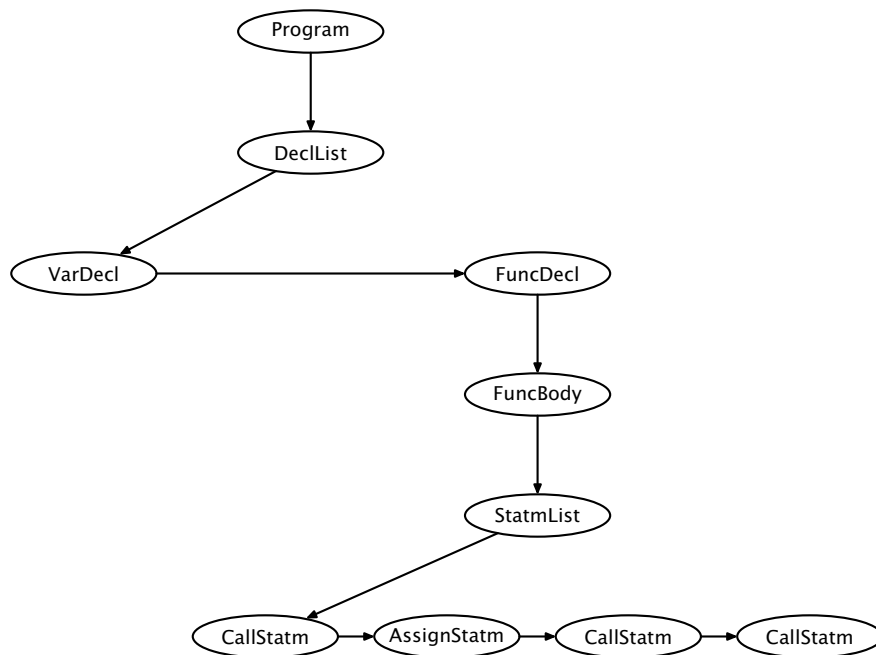 Program
DeclList
VarDecl
FuncDecl
FuncBody
StatmList
CallStatm
AssignStatm
CallStatm
CallStatm